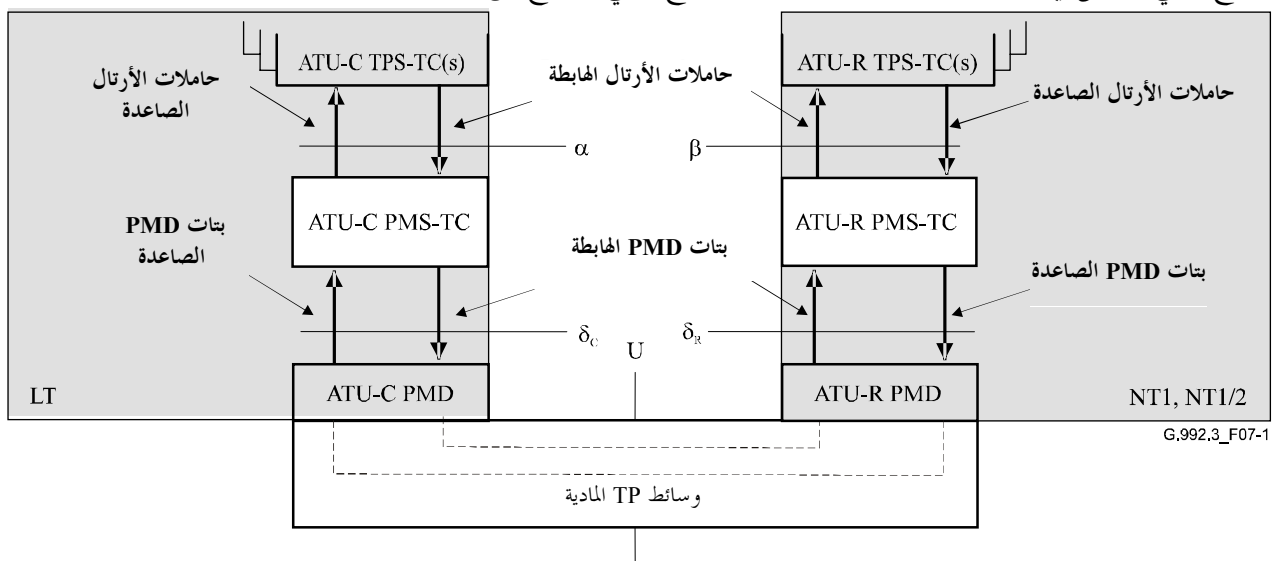 ATU-C TPS-TC(s)
ATU-R TPS-TC(s)
حاملات الأرتال
الصاعدة
حاملات الأرتال الهابطة
حاملات الأرتال الصاعدة
α
β
ATU-C PMS-TC
ATU-R PMS-TC
بتات PMD
الصاعدة
بتات PMD الهابطة
بتات PMD الصاعدة
δC
U
δR
LT
ATU-C PMD
ATU-R PMD
NT1, NT1/2
G.992.3_F07-1
وسائط TP المادية